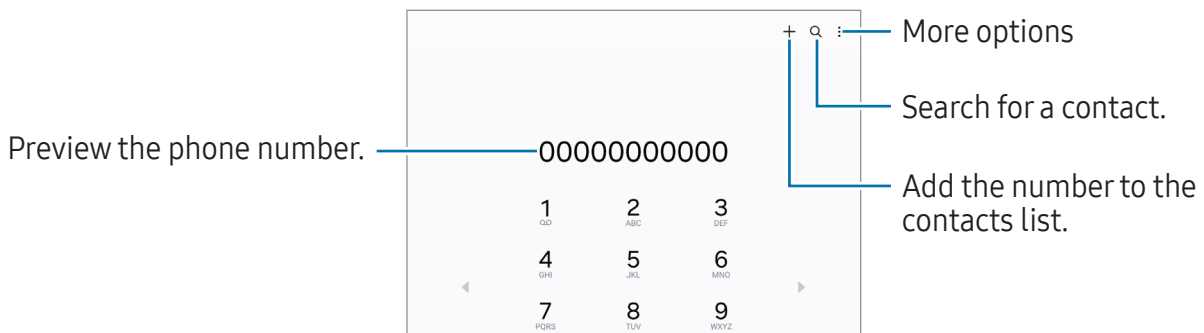 More options
Search for a contact.
Preview the phone number.
00000000000
Add the number to the
contacts list.
1 2 3
ABC DEF
4 5 6
GHI JKL MNO
7 8 9
PQRS TUV WXYZ